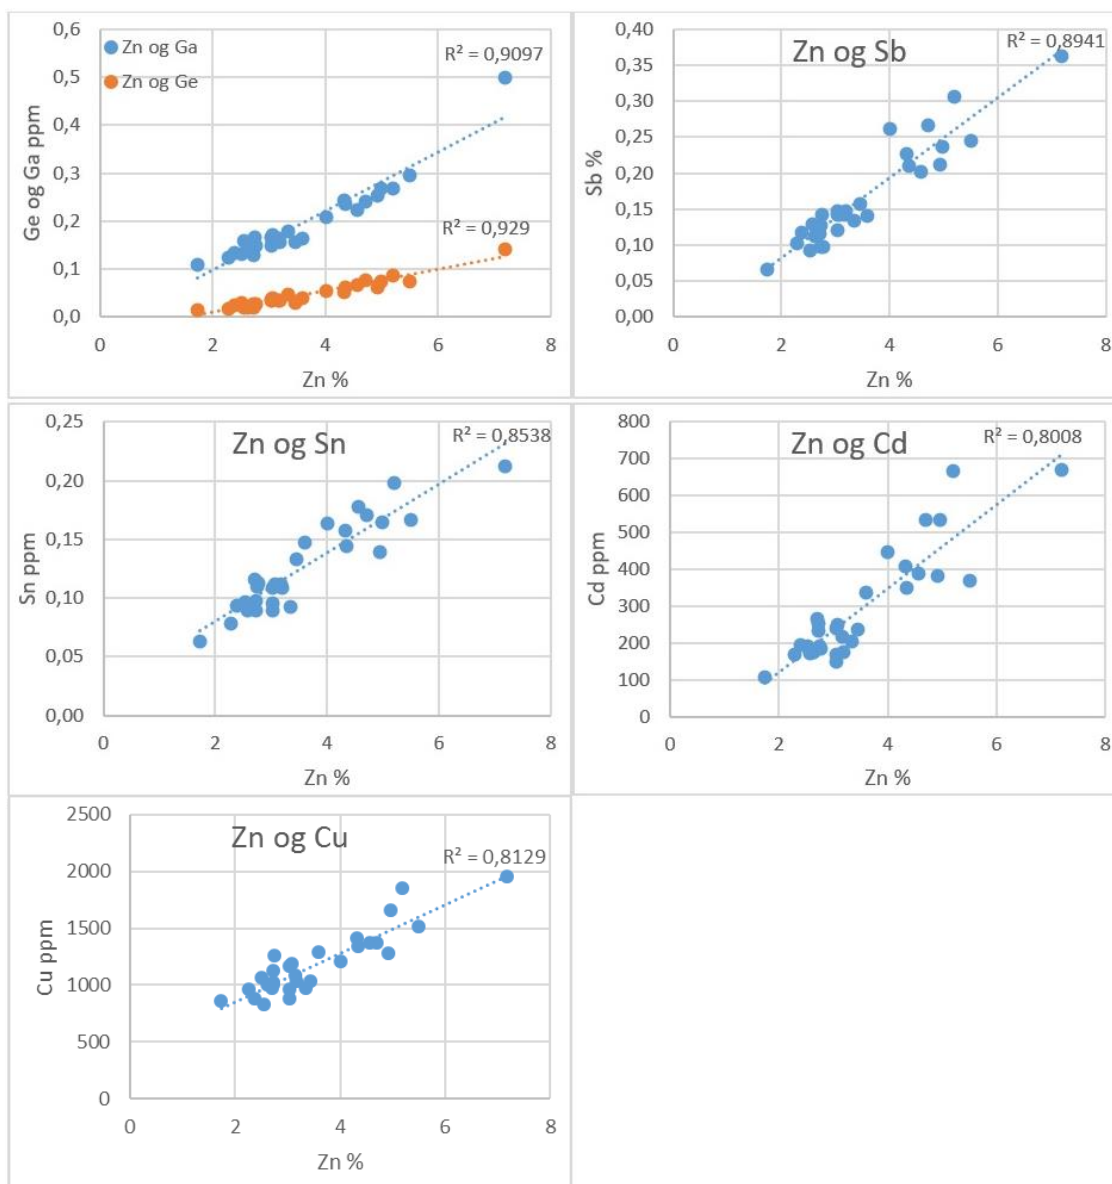 Zn og Ga
Zn og Ge
R² = 0,9097
R² = 0,929
0,6
0,5
0,4
0,3
0,2
0,1
0,0
Ge og Ga ppm
0 2 4 6 8
Zn %
Zn og Sb
R² = 0,8941
0,40
0,35
0,30
0,25
0,20
0,15
0,10
0,05
0,00
Sb %
0 2 4 6 8
Zn %
Zn og Sn
R² = 0,8538
0,25
0,20
0,15
0,10
0,05
0,00
Sn ppm
0 2 4 6 8
Zn %
Zn og Cd
R² = 0,8008
800
700
600
500
400
300
200
100
0
Cd ppm
0 2 4 6 8
Zn %
Zn og Cu
R² = 0,8129
2500
2000
1500
1000
500
0
Cu ppm
0 2 4 6 8
Zn %